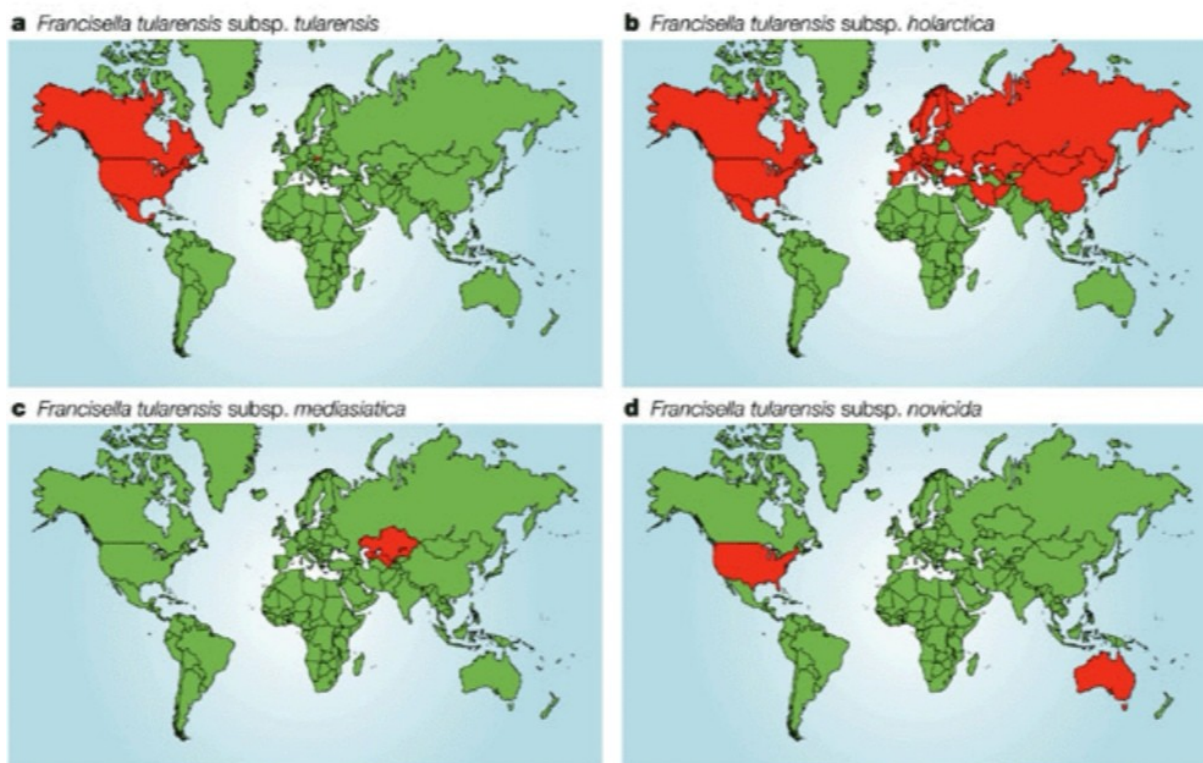 a Francisella tularensis subsp. tularensis
b Francisella tularensis subsp. holarctica
c Francisella tularensis subsp. mediasiatica
d Francisella tularensis subsp. novicida